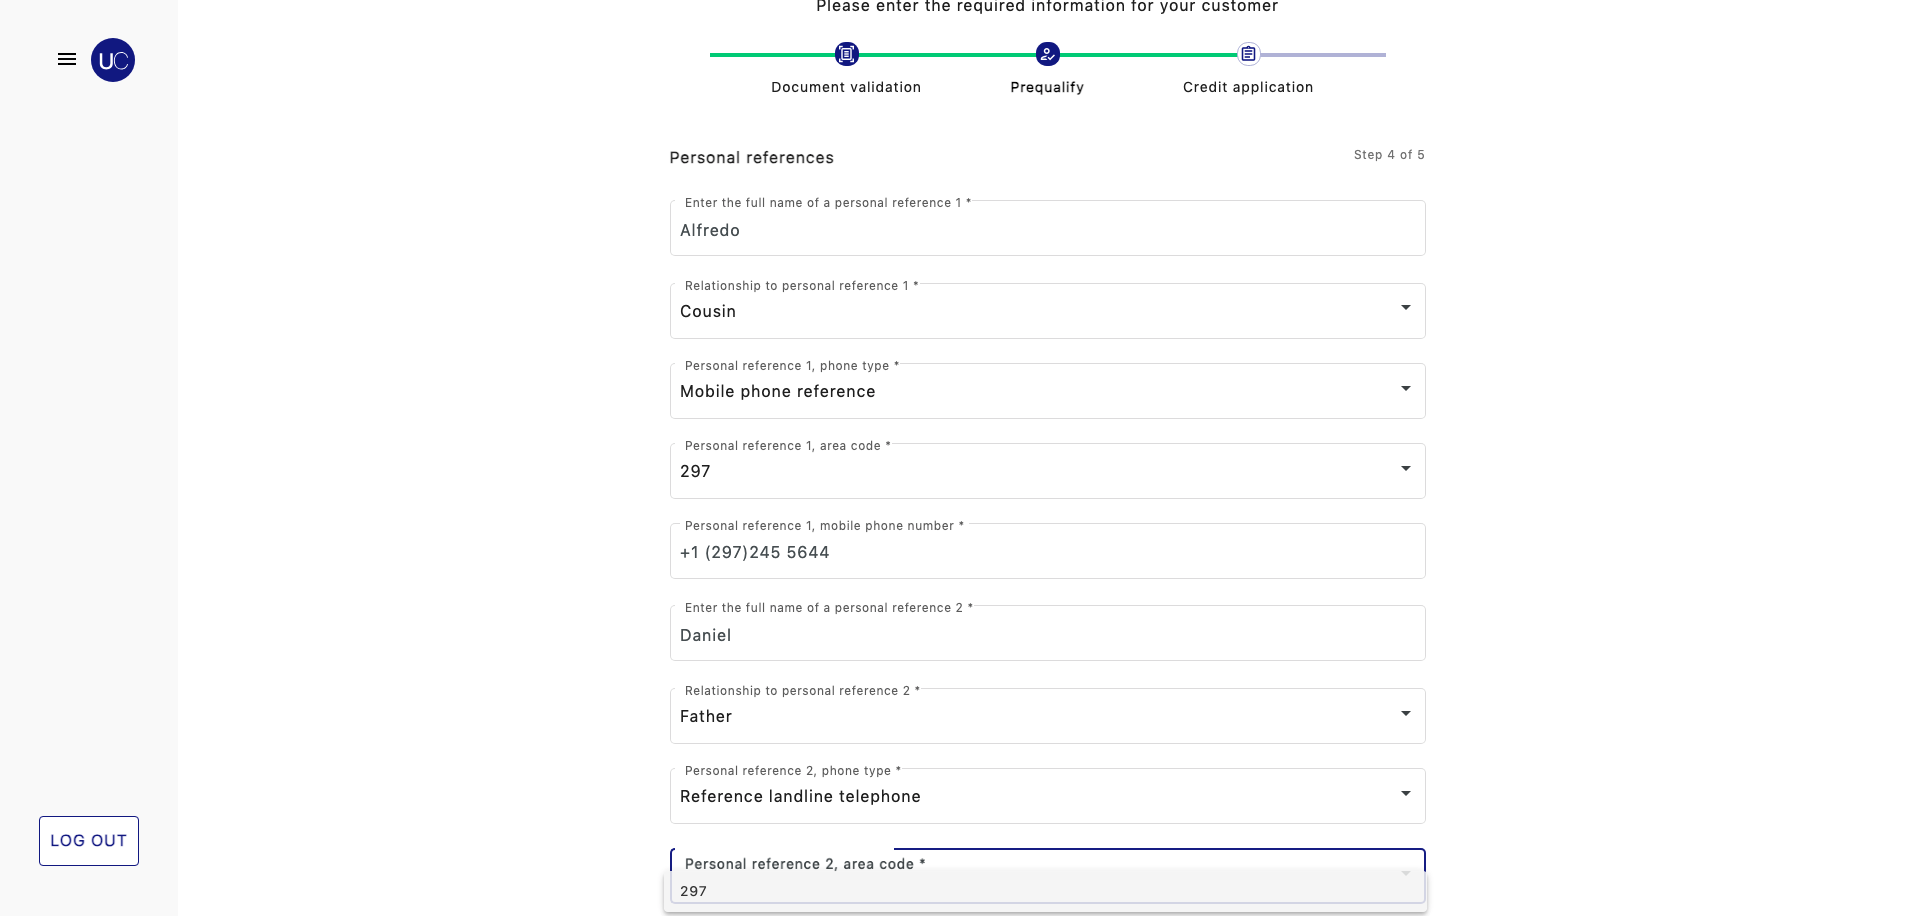 Please enter the required information for your customer
UC
Document validation
Prequalify
Credit application
Personal references
Step 4 of 5
Enter the full name of a personal reference 1 *
Alfredo
Relationship to personal reference 1 *
Cousin
Personal reference 1, phone type *
Mobile phone reference
Personal reference 1, area code *
297
Personal reference 1, mobile phone number *
+1 (297)245 5644
Enter the full name of a personal reference 2 *
Daniel
Relationship to personal reference 2 *
Father
Personal reference 2, phone type *
Reference landline telephone
Personal reference 2, area code *
297
LOG OUT